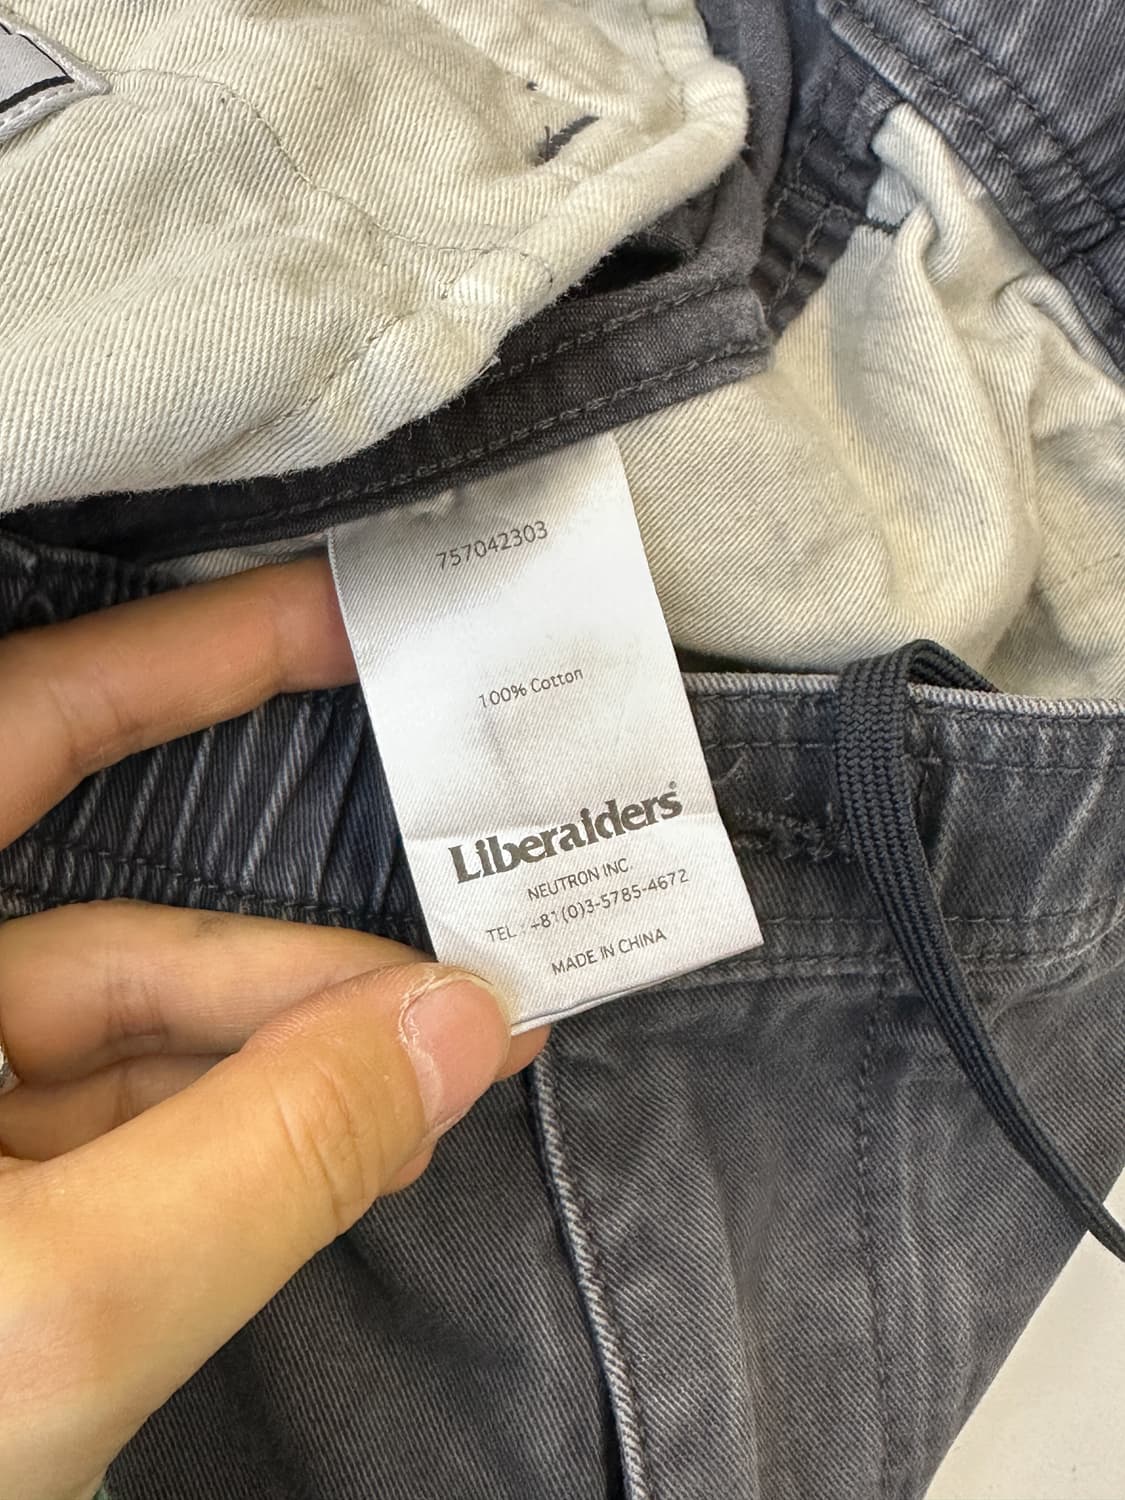 757042303
100% Cotton
Liberaiders®
NEUTRON INC.
TEL : +81(0)3-5785-4672
MADE IN CHINA